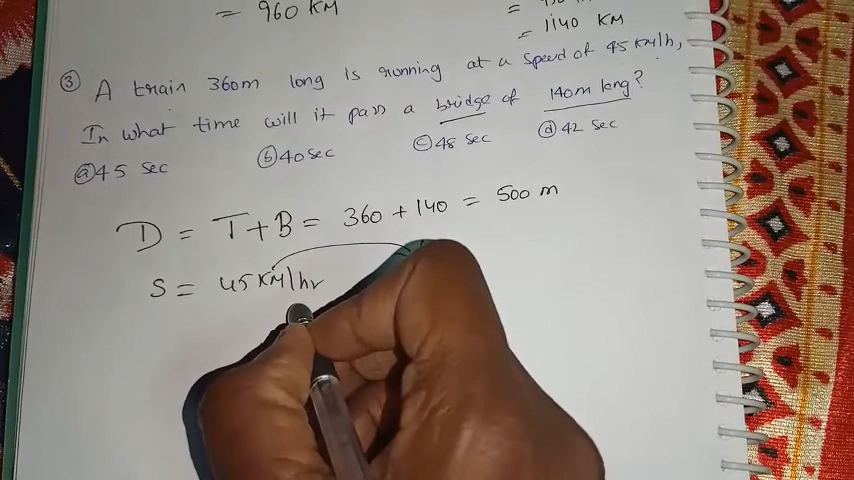 = 960 KM
=
= 1140 KM
③ A train 360m long is running at a speed of 45 KM/h,
In what time will it pass a bridge of 140m long?
ⓐ 45 sec ⓑ 40 sec ⓒ 48 sec ⓓ 42 sec
D = T+B = 360 + 140 = 500 m
S = 45 KM/hr